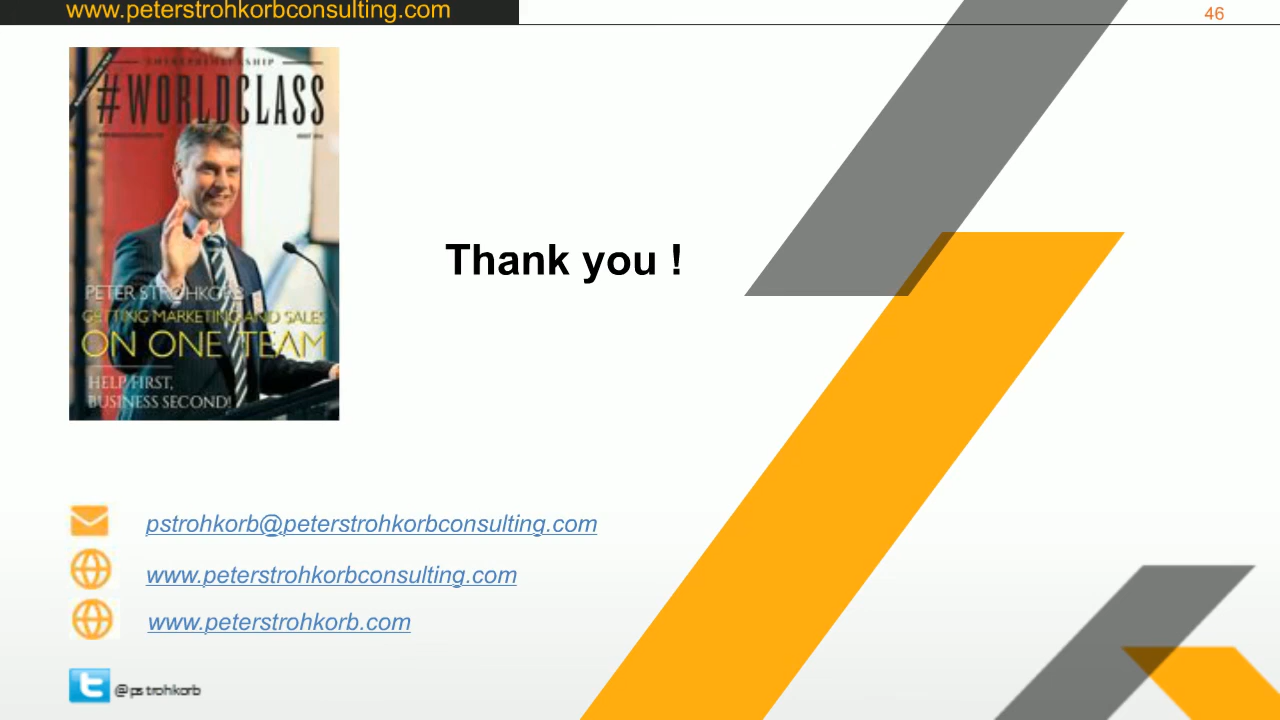 www.peterstrohkorbconsulting.com
46
ENTREPRENEURSHIP
#WORLDCLASS
PETER STROHKORB
GETTING MARKETING AND SALES
ON ONE TEAM
HELP FIRST,
BUSINESS SECOND!
Thank you !
pstrohkorb@peterstrohkorbconsulting.com
www.peterstrohkorbconsulting.com
www.peterstrohkorb.com
@pstrohkorb